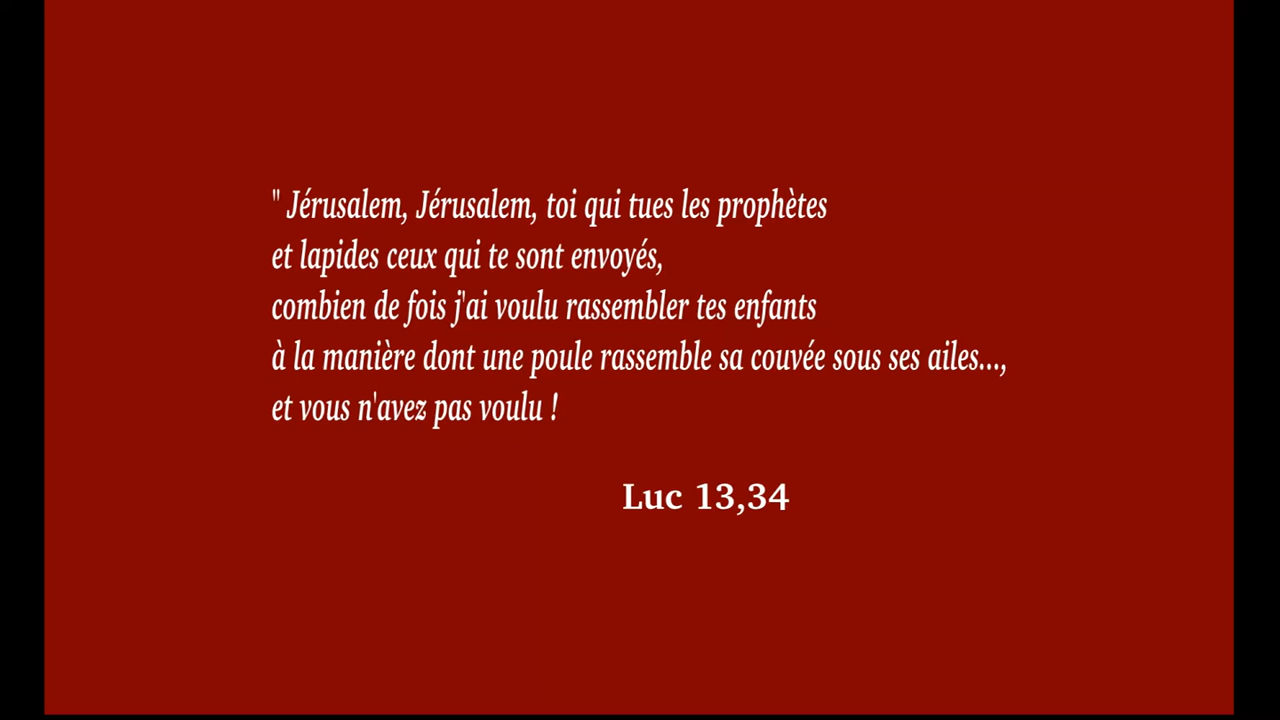 " Jérusalem, Jérusalem, toi qui tues les prophètes
et lapides ceux qui te sont envoyés,
combien de fois j'ai voulu rassembler tes enfants
à la manière dont une poule rassemble sa couvée sous ses ailes...,
et vous n'avez pas voulu !
Luc 13,34